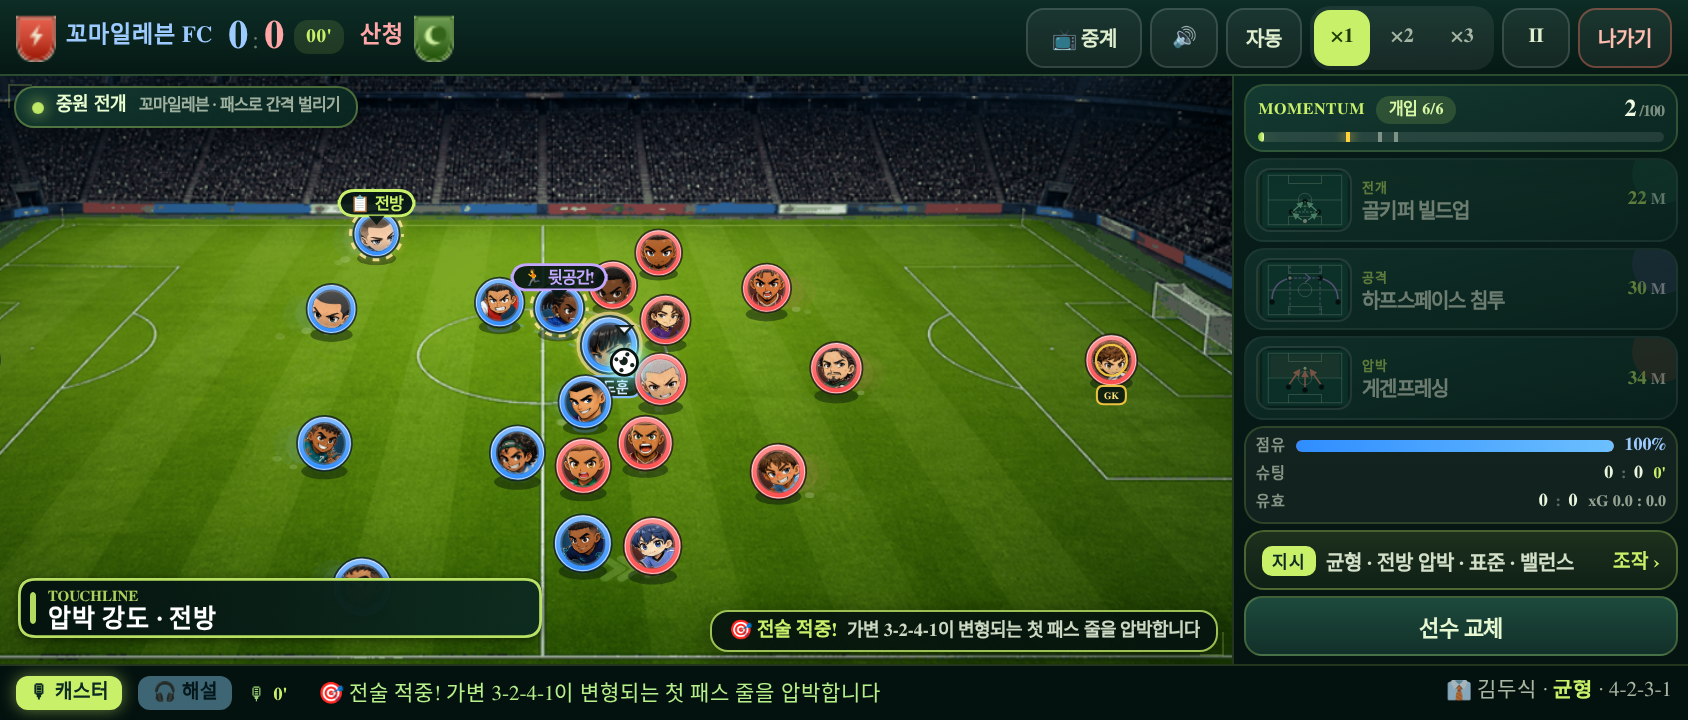 꼬마일레븐 FC 0 : 0 00' 산청
📺 중계 🔊 자동 ×1 ×2 ×3 II 나가기
중원 전개 꼬마일레븐 · 패스로 간격 벌리기
📋 전방
🏃 뒷공간!
GK
TOUCHLINE
압박 강도 · 전방
🎯 전술 적중! 가변 3-2-4-1이 변형되는 첫 패스 줄을 압박합니다
MOMENTUM 개입 6/6 2 /100
전개
골키퍼 빌드업
22 M
공격
하프스페이스 침투
30 M
압박
게겐프레싱
34 M
점유 100%
슈팅 0 : 0 0'
유효 0 : 0 xG 0.0 : 0.0
지시 균형 · 전방 압박 · 표준 · 밸런스 조작 ›
선수 교체
🎙 캐스터 🎧 해설 🎙 0' 🎯 전술 적중! 가변 3-2-4-1이 변형되는 첫 패스 줄을 압박합니다
👔 김두식 · 균형 · 4-2-3-1